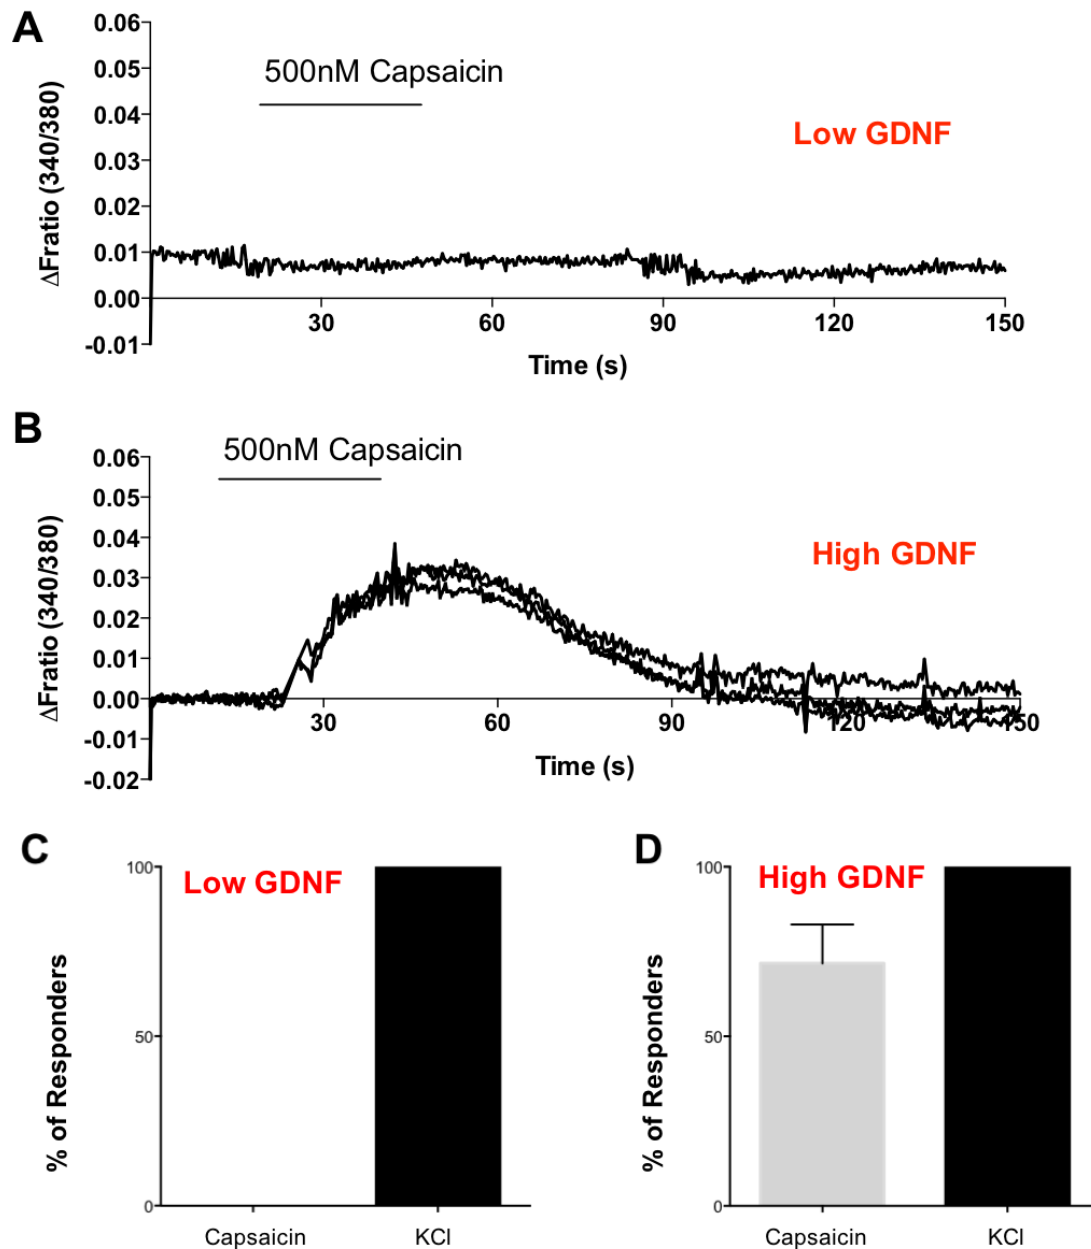 A
0.06
0.05
0.04
0.03
0.02
0.01
0.00
-0.01
ΔFratio (340/380)
500nM Capsaicin
Low GDNF
30 60 90 120 150
Time (s)
B
0.06
0.05
0.04
0.03
0.02
0.01
0.00
-0.01
-0.02
ΔFratio (340/380)
500nM Capsaicin
High GDNF
30 60 90 120 150
Time (s)
C
100
50
0
% of Responders
Low GDNF
Capsaicin KCl
D
100
50
0
% of Responders
High GDNF
Capsaicin KCl